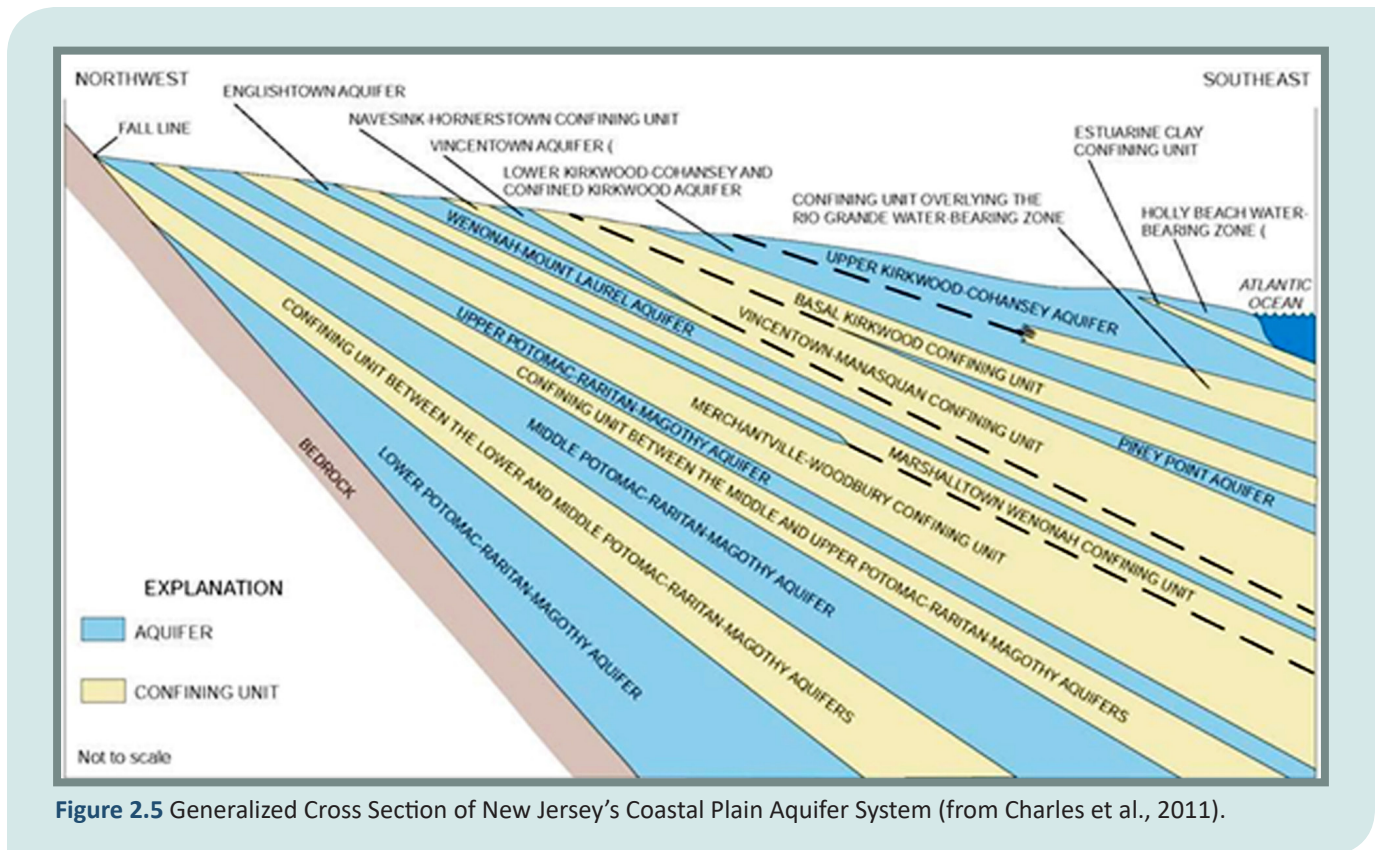 NORTHWEST
SOUTHEAST
ENGLISHTOWN AQUIFER
NAVESINK-HORNERSTOWN CONFINING UNIT
FALL LINE
VINCENTOWN AQUIFER (
LOWER KIRKWOOD-COHANSEY AND
CONFINED KIRKWOOD AQUIFER
ESTUARINE CLAY
CONFINING UNIT
CONFINING UNIT OVERLYING THE
RIO GRANDE WATER-BEARING ZONE
HOLLY BEACH WATER-
BEARING ZONE (
ATLANTIC
OCEAN
UPPER KIRKWOOD-COHANSEY AQUIFER
BASAL KIRKWOOD CONFINING UNIT
PINEY POINT AQUIFER
VINCENTOWN-MANASQUAN CONFINING UNIT
WENONAH-MOUNT LAUREL AQUIFER
MARSHALLTOWN WENONAH CONFINING UNIT
MERCHANTVILLE-WOODBURY CONFINING UNIT
UPPER POTOMAC-RARITAN-MAGOTHY AQUIFER
CONFINING UNIT BETWEEN THE MIDDLE AND UPPER POTOMAC-RARITAN-MAGOTHY AQUIFERS
MIDDLE POTOMAC-RARITAN-MAGOTHY AQUIFER
CONFINING UNIT BETWEEN THE LOWER AND MIDDLE POTOMAC-RARITAN-MAGOTHY AQUIFERS
LOWER POTOMAC-RARITAN-MAGOTHY AQUIFER
BEDROCK
EXPLANATION
AQUIFER
CONFINING UNIT
Not to scale
Figure 2.5 Generalized Cross Section of New Jersey’s Coastal Plain Aquifer System (from Charles et al., 2011).